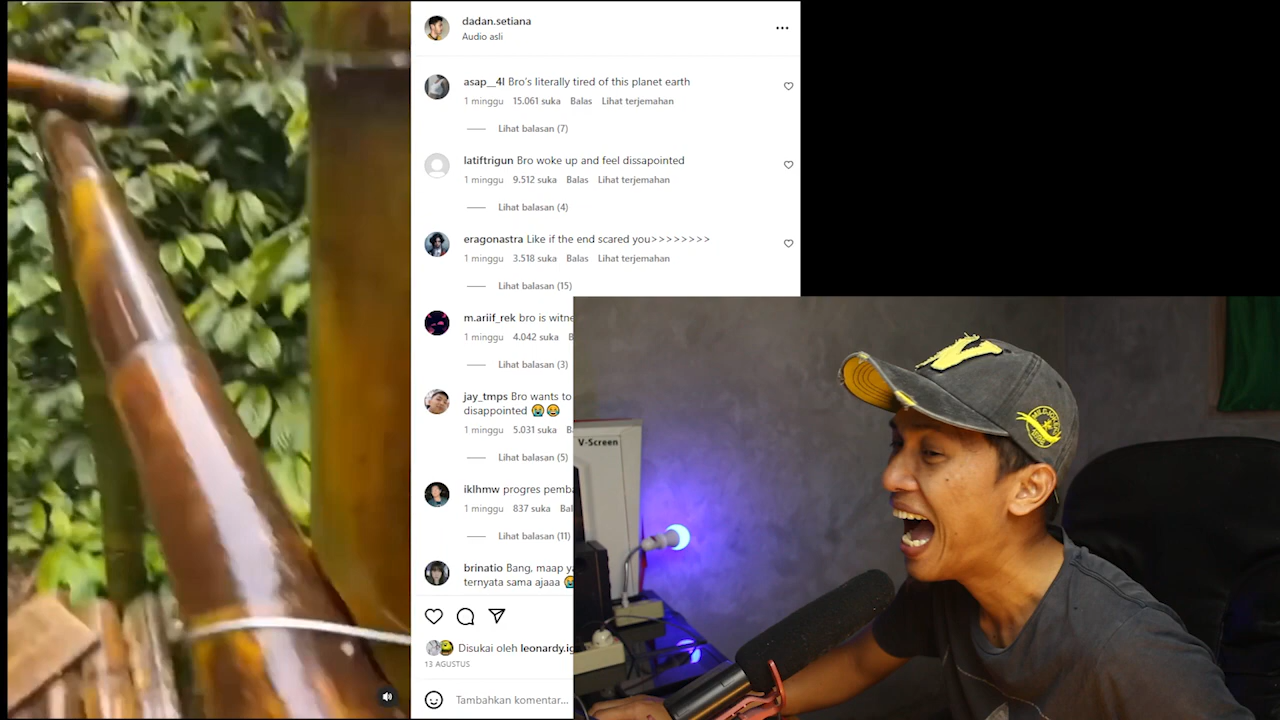 dadan.setiana
Audio asli
asap__4l Bro's literally tired of this planet earth
1 minggu 15.061 suka Balas Lihat terjemahan
Lihat balasan (7)
latiftrigun Bro woke up and feel dissapointed
1 minggu 9.512 suka Balas Lihat terjemahan
Lihat balasan (4)
eragonastra Like if the end scared you>>>>>>>>
1 minggu 3.518 suka Balas Lihat terjemahan
Lihat balasan (15)
m.ariif_rek bro is witne
1 minggu 4.042 suka B
Lihat balasan (3)
jay_tmps Bro wants to
disappointed 😭😂
1 minggu 5.031 suka B
Lihat balasan (5)
iklhmw progres pemba
1 minggu 837 suka Bal
Lihat balasan (11)
brinatio Bang, maap ya
ternyata sama ajaaa
Disukai oleh leonardy.ig
13 AGUSTUS
Tambahkan komentar...
V-Screen